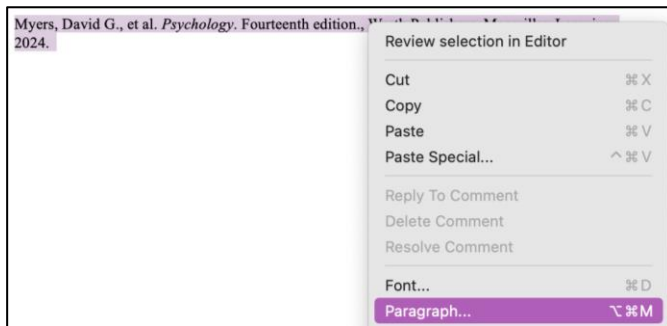 Myers, David G., et al. Psychology. Fourteenth edition.,
2024.
Review selection in Editor
Cut ⌘X
Copy ⌘C
Paste ⌘V
Paste Special... ^⌘V
Reply To Comment
Delete Comment
Resolve Comment
Font... ⌘D
Paragraph... ⌥⌘M